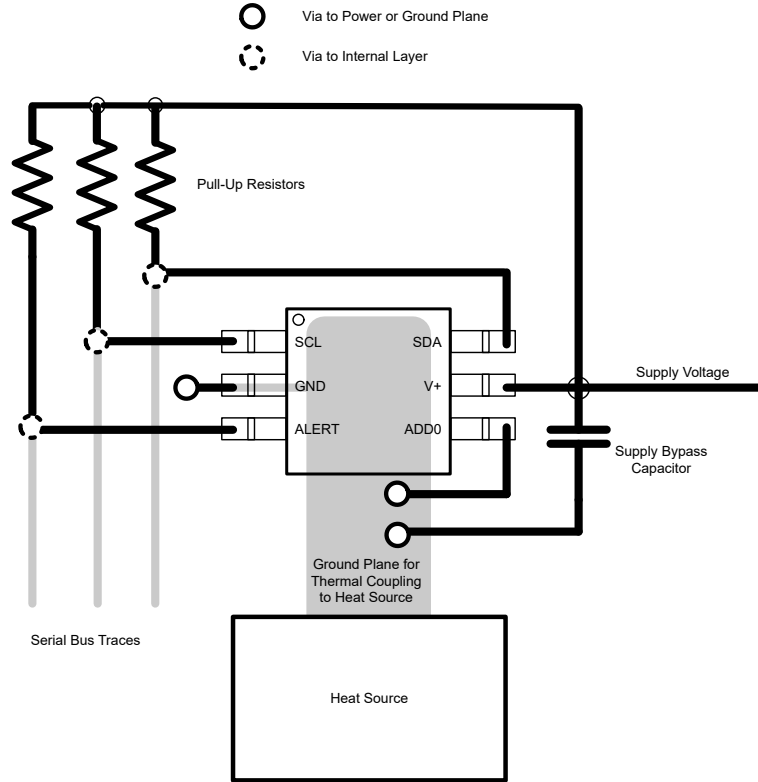 Via to Power or Ground Plane
Via to Internal Layer
Pull-Up Resistors
SCL
SDA
GND
V+
Supply Voltage
ALERT
ADD0
Supply Bypass
Capacitor
Ground Plane for
Thermal Coupling
to Heat Source
Serial Bus Traces
Heat Source